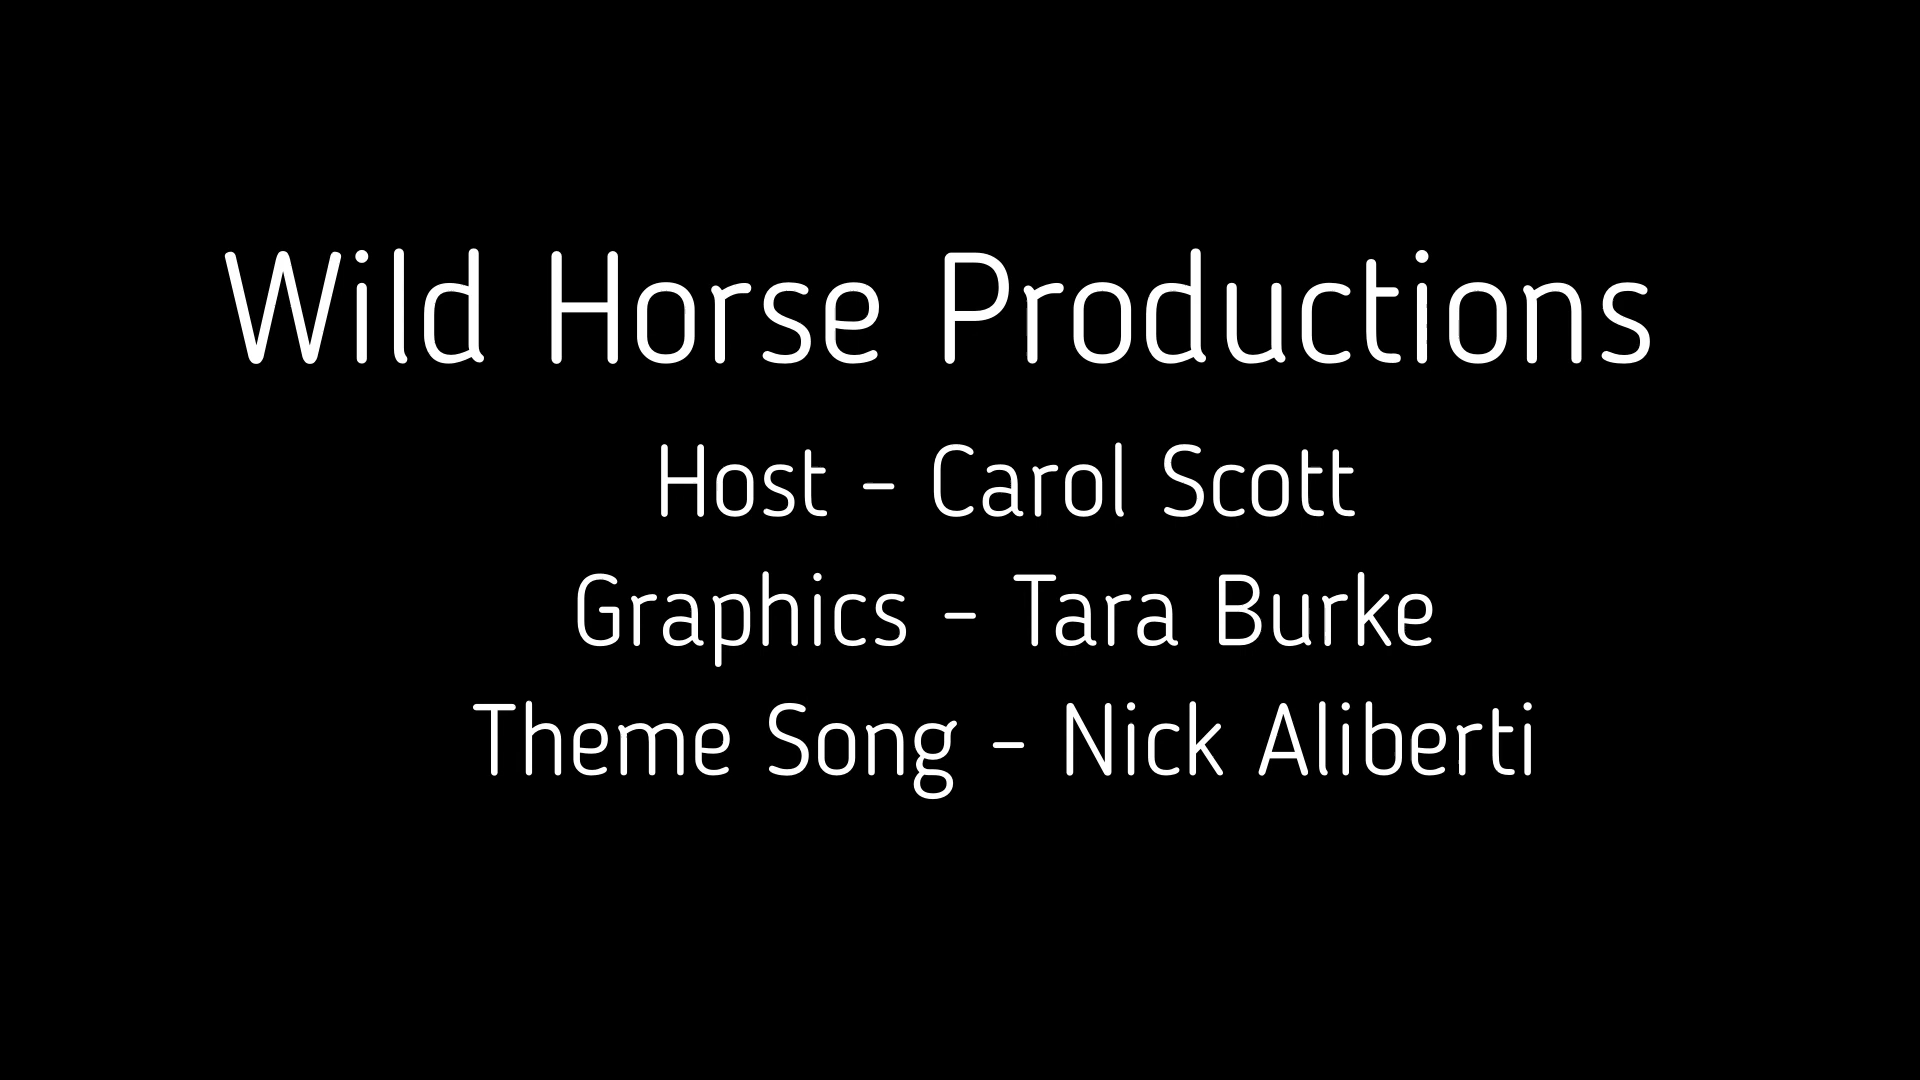 Wild Horse Productions
Host - Carol Scott
Graphics - Tara Burke
Theme Song - Nick Aliberti